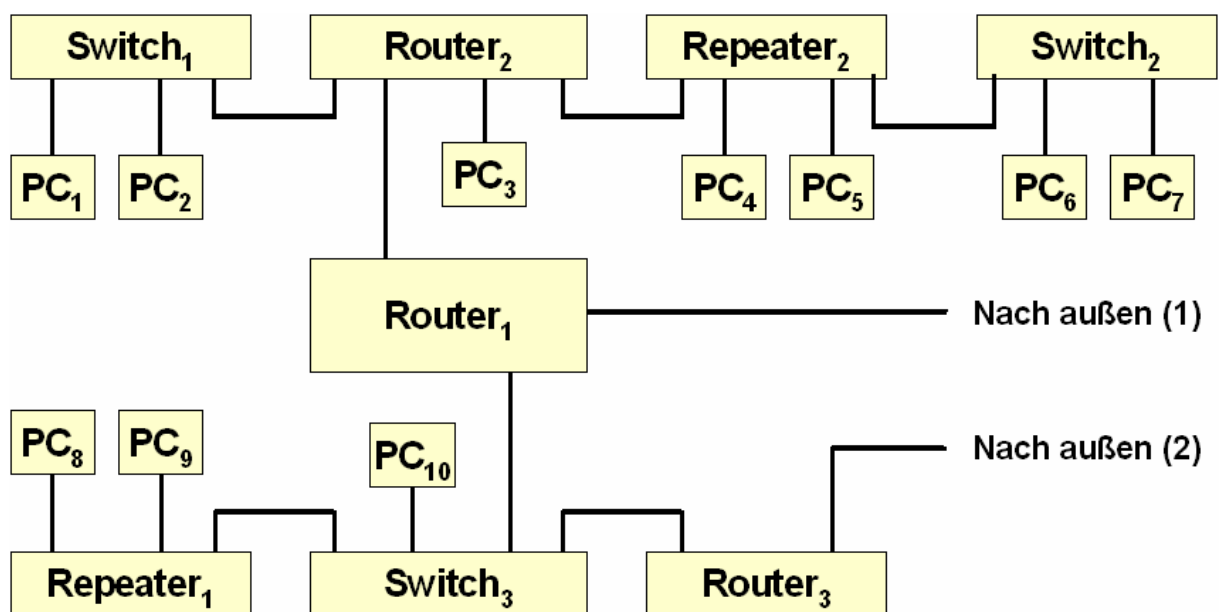 Switch₁ Router₂ Repeater₂ Switch₂
PC₁ PC₂ PC₃ PC₄ PC₅ PC₆ PC₇
Router₁ Nach außen (1)
PC₈ PC₉ PC₁₀ Nach außen (2)
Repeater₁ Switch₃ Router₃